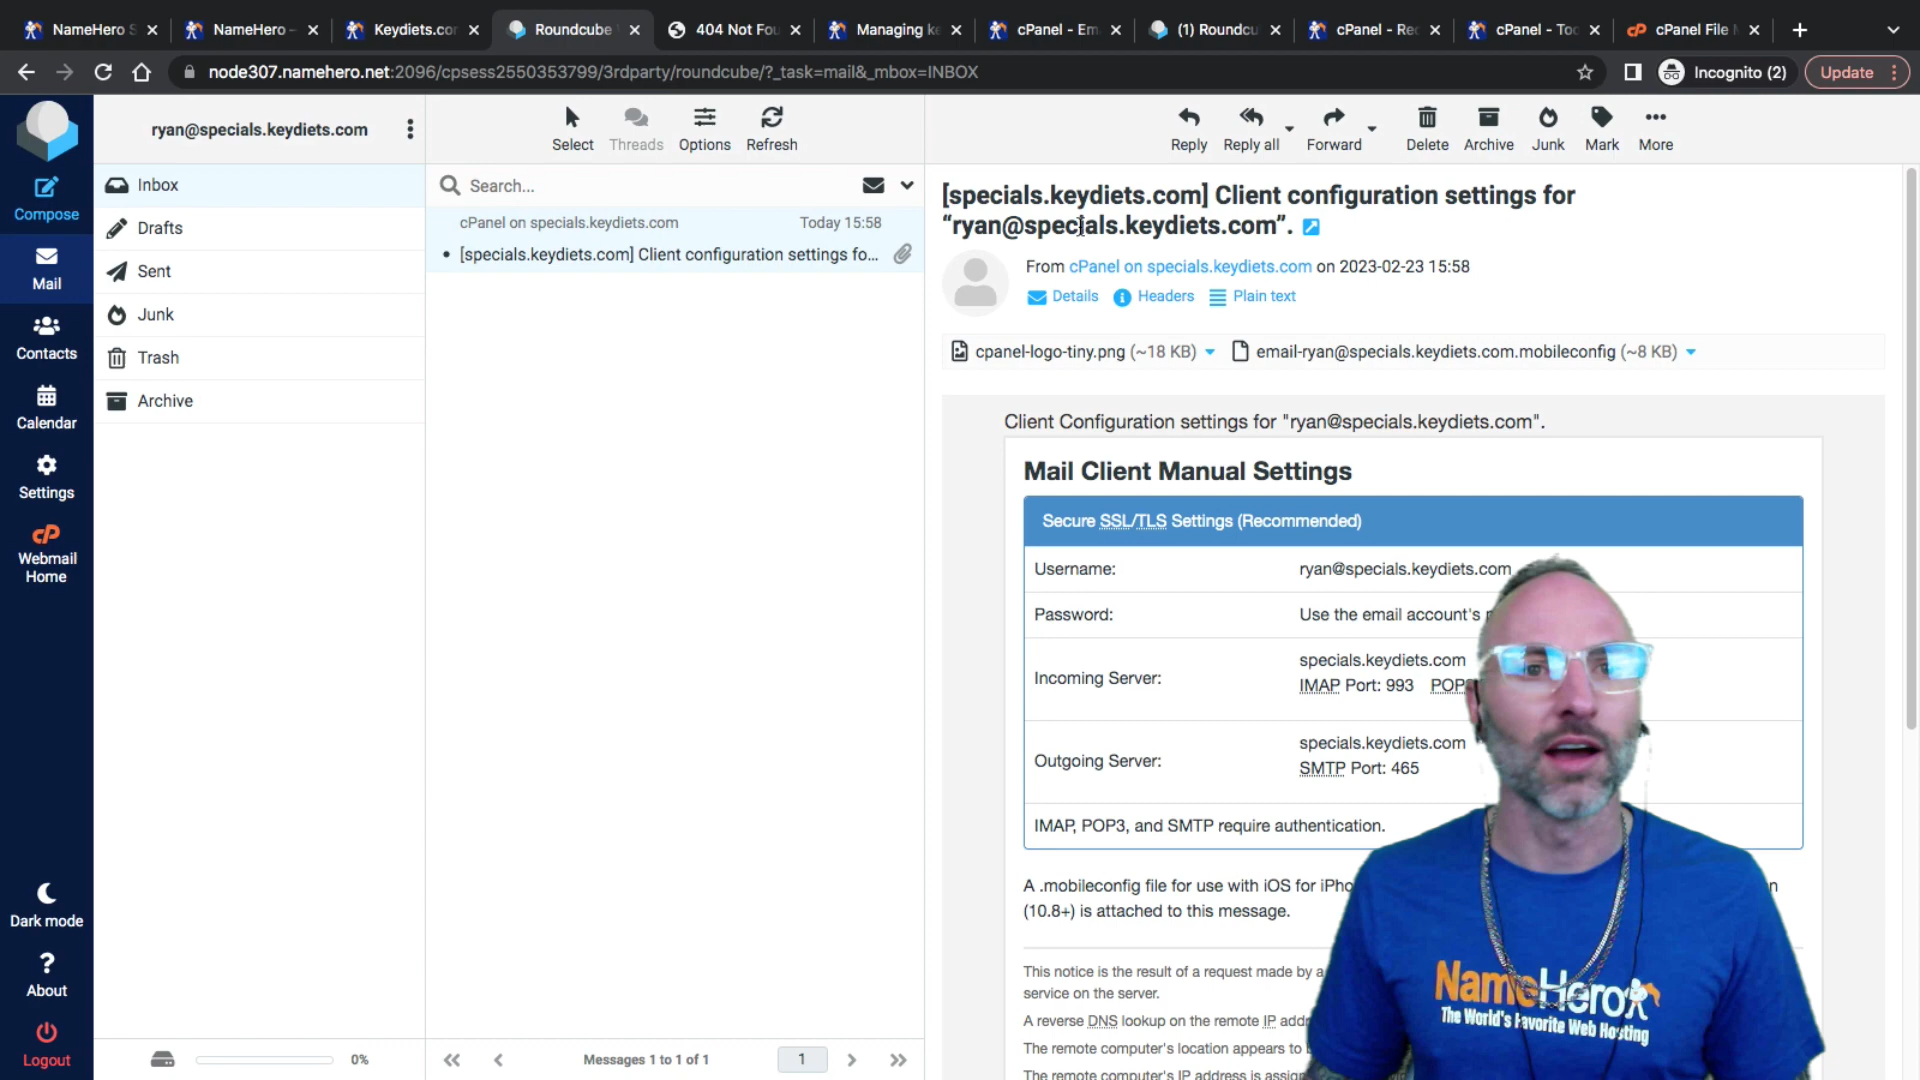 NameHero S
NameHero -
Keydiets.cor
Roundcube
404 Not Fou
Managing ke
cPanel - Em
(1) Roundcu
cPanel - Rec
cPanel - Too
cPanel File M
node307.namehero.net:2096/cpsess2550353799/3rdparty/roundcube/?_task=mail&_mbox=INBOX
Incognito (2)
Update
Compose
Mail
Contacts
Calendar
Settings
cP
Webmail
Home
Dark mode
About
Logout
ryan@specials.keydiets.com
Inbox
Drafts
Sent
Junk
Trash
Archive
0%
Select
Threads
Options
Refresh
Search...
cPanel on specials.keydiets.com Today 15:58
• [specials.keydiets.com] Client configuration settings fo...
Messages 1 to 1 of 1
1
Reply
Reply all
Forward
Delete
Archive
Junk
Mark
More
[specials.keydiets.com] Client configuration settings for
“ryan@specials.keydiets.com”.
From cPanel on specials.keydiets.com on 2023-02-23 15:58
Details Headers Plain text
cpanel-logo-tiny.png (~18 KB) email-ryan@specials.keydiets.com.mobileconfig (~8 KB)
Client Configuration settings for "ryan@specials.keydiets.com".
Mail Client Manual Settings
Secure SSL/TLS Settings (Recommended)
Username: ryan@specials.keydiets.com
Password: Use the email account's
Incoming Server: specials.keydiets.com
IMAP Port: 993 POP
Outgoing Server: specials.keydiets.com
SMTP Port: 465
IMAP, POP3, and SMTP require authentication.
A .mobileconfig file for use with iOS for iPho
(10.8+) is attached to this message.
This notice is the result of a request made by a
service on the server.
A reverse DNS lookup on the remote IP addr
The remote computer's location appears to
The remote computer's IP address is assign
NameHero
The World's Favorite Web Hosting